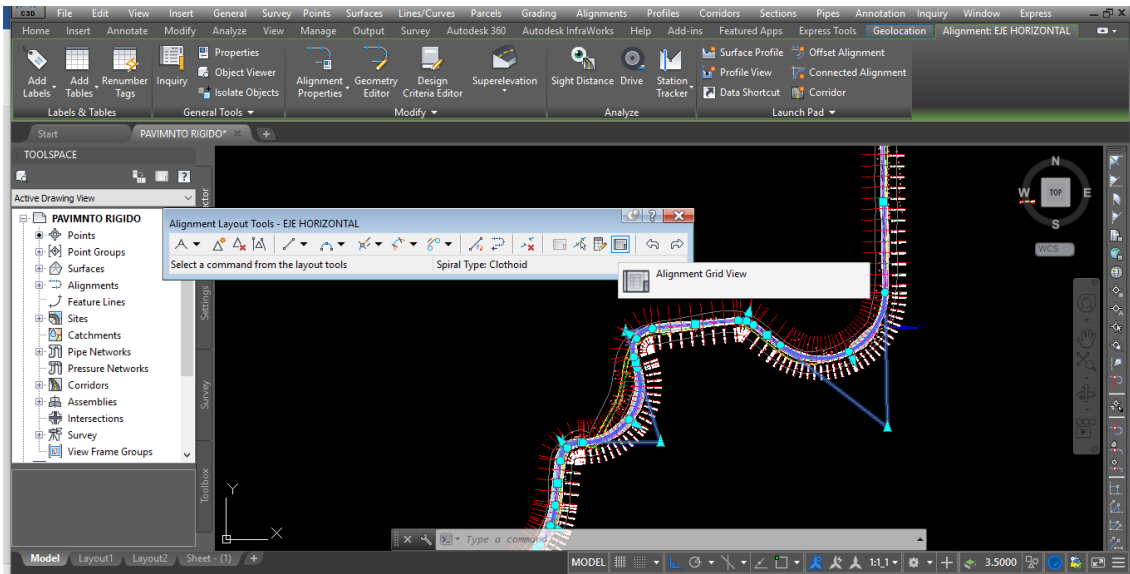 C3D File Edit View Insert General Survey Points Surfaces Lines/Curves Parcels Grading Alignments Profiles Corridors Sections Pipes Annotation Inquiry Window Express
Home Insert Annotate Modify Analyze View Manage Output Survey Autodesk 360 Autodesk InfraWorks Help Add-ins Featured Apps Express Tools Geolocation Alignment: EJE HORIZONTAL
Properties Surface Profile Offset Alignment
Object Viewer Profile View Connected Alignment
Add Add Renumber Inquiry Alignment Geometry Design Superelevation Sight Distance Drive Station
Labels Tables Tags Isolate Objects Properties Editor Criteria Editor Tracker Data Shortcut Corridor
Labels & Tables General Tools Modify Analyze Launch Pad
Start PAVIMNTO RIGIDO* +
TOOLSPACE
Active Drawing View
PAVIMNTO RIGIDO
Points
Point Groups
Surfaces
Alignments
Feature Lines
Sites
Catchments
Pipe Networks
Pressure Networks
Corridors
Assemblies
Intersections
Survey
View Frame Groups
Settings
Survey
Toolbox
Alignment Layout Tools - EJE HORIZONTAL
Select a command from the layout tools Spiral Type: Clothoid
Alignment Grid View
N
W TOP E
S
WCS
Y
X
Type a command
Model Layout1 Layout2 Sheet - (1) + MODEL 1:1_1 3.5000